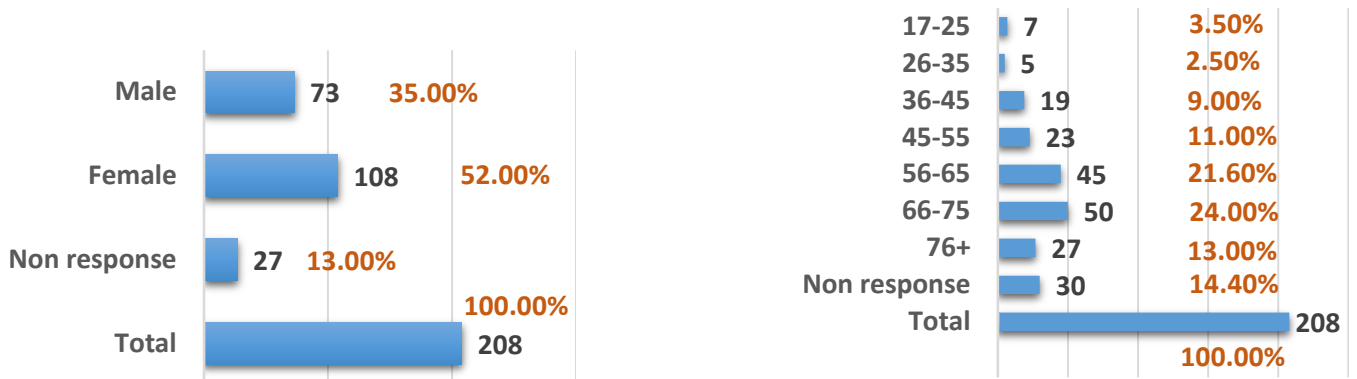 Male 73 35.00%
Female 108 52.00%
Non response 27 13.00%
100.00%
Total 208
17-25 7 3.50%
26-35 5 2.50%
36-45 19 9.00%
45-55 23 11.00%
56-65 45 21.60%
66-75 50 24.00%
76+ 27 13.00%
Non response 30 14.40%
Total 208
100.00%